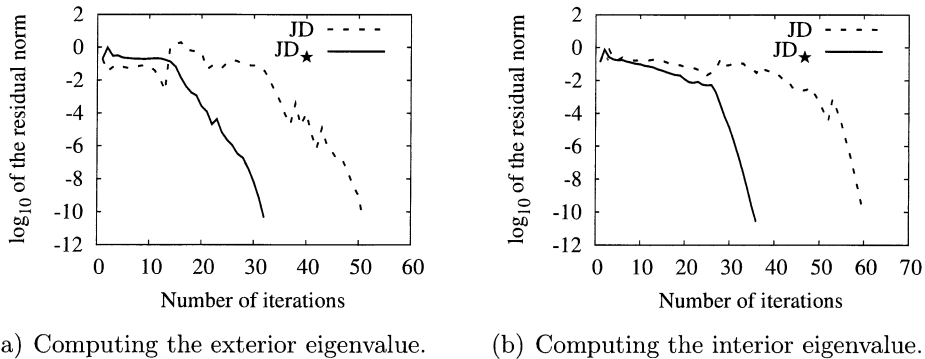 log10 of the residual norm
2
0
-2
-4
-6
-8
-10
-12
JD
JD★
0 10 20 30 40 50 60
Number of iterations
a) Computing the exterior eigenvalue.
log10 of the residual norm
2
0
-2
-4
-6
-8
-10
-12
JD
JD★
0 10 20 30 40 50 60 70
Number of iterations
(b) Computing the interior eigenvalue.